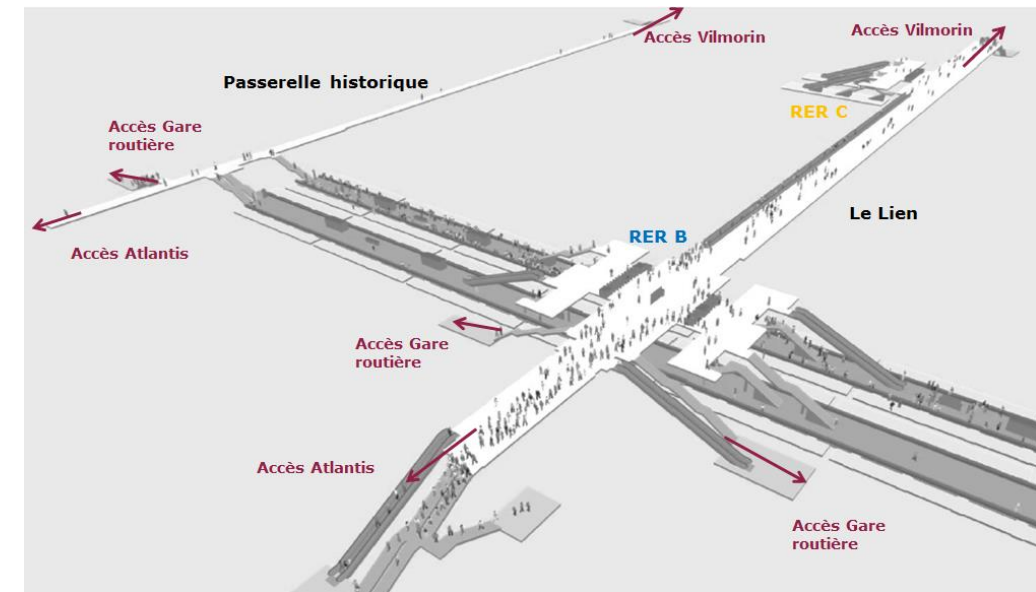 Accès Vilmorin
Accès Vilmorin
Passerelle historique
RER C
Accès Gare
routière
Le Lien
RER B
Accès Atlantis
Accès Gare
routière
Accès Atlantis
Accès Gare
routière